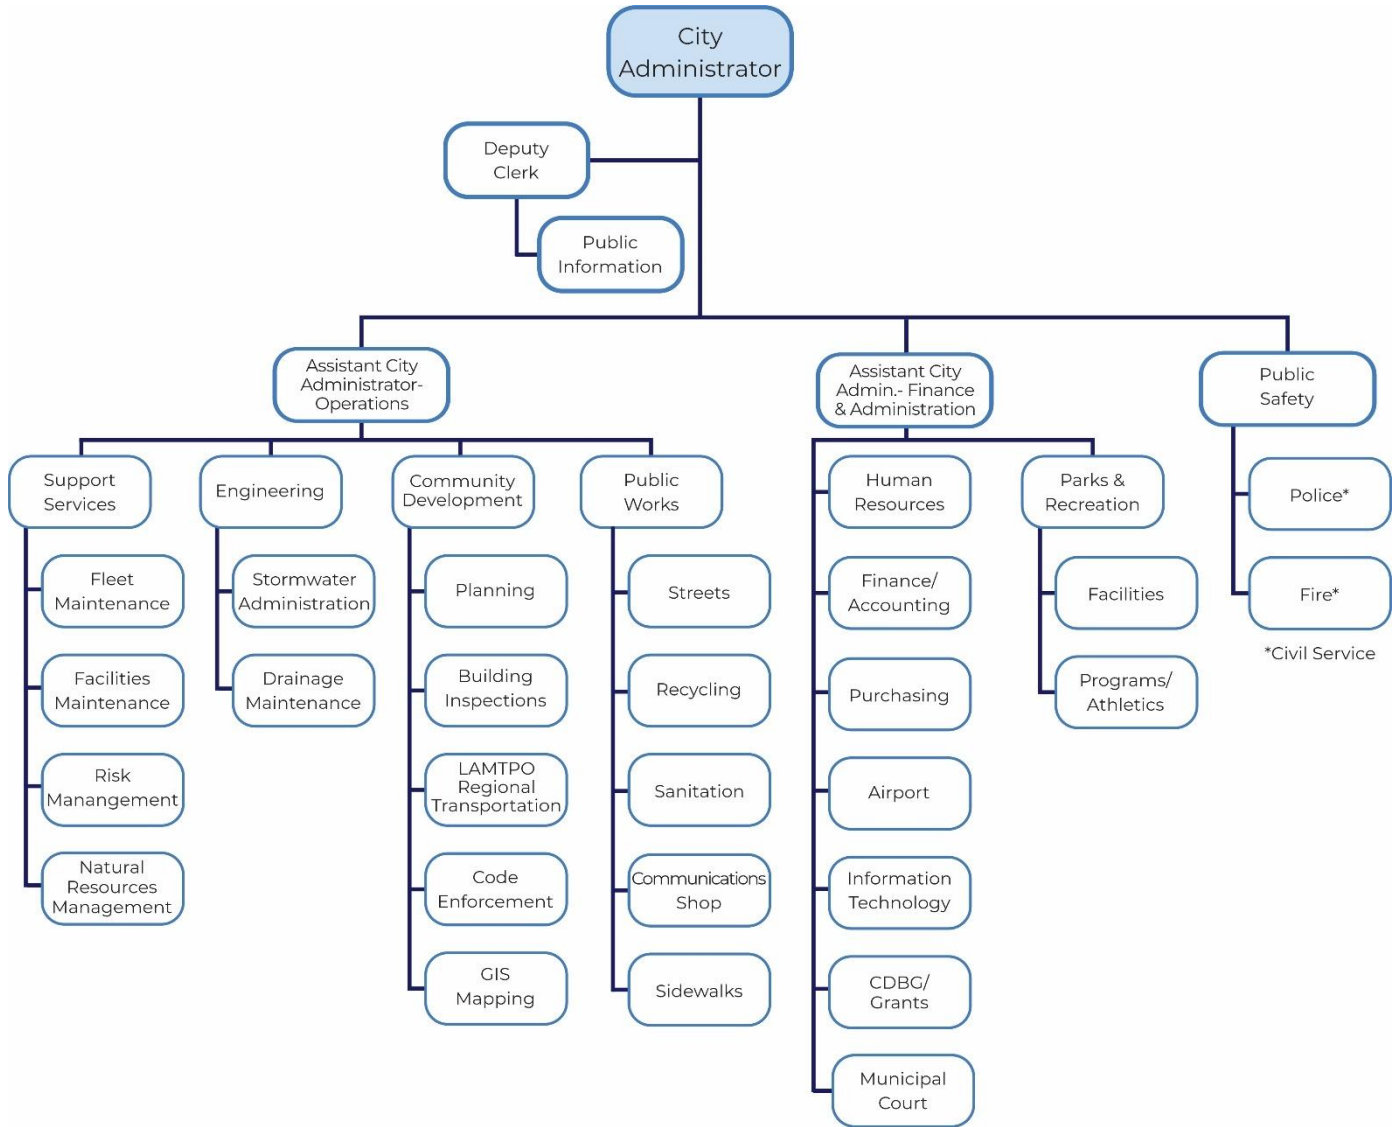 City
Administrator
Deputy
Clerk
Public
Information
Assistant City
Administrator-
Operations
Assistant City
Admin.- Finance
& Administration
Public
Safety
Support
Services
Engineering
Community
Development
Public
Works
Human
Resources
Parks &
Recreation
Police*
Fleet
Maintenance
Stormwater
Administration
Planning
Streets
Finance/
Accounting
Facilities
Fire*
*Civil Service
Facilities
Maintenance
Drainage
Maintenance
Building
Inspections
Recycling
Purchasing
Programs/
Athletics
Risk
Manangement
LAMTPO
Regional
Transportation
Sanitation
Airport
Natural
Resources
Management
Code
Enforcement
Communications
Shop
Information
Technology
GIS
Mapping
Sidewalks
CDBG/
Grants
Municipal
Court